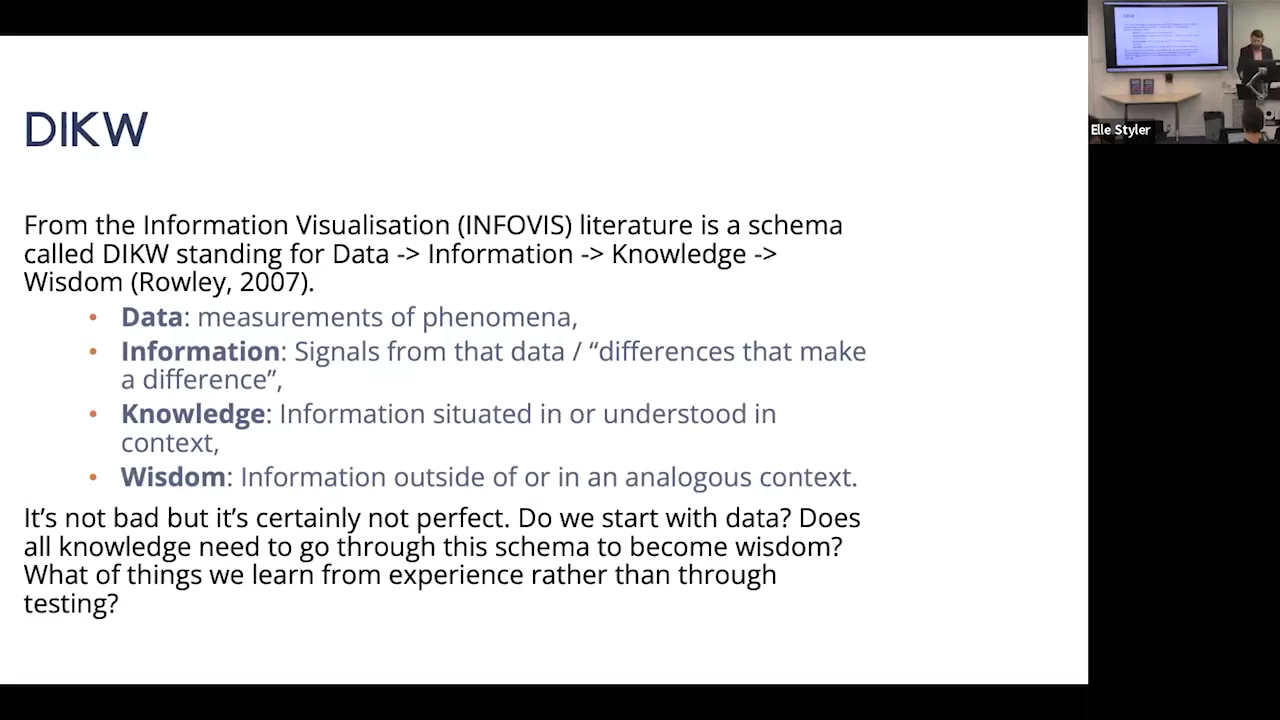 DIKW
From the Information Visualisation (INFOVIS) literature is a schema
called DIKW standing for Data -> Information -> Knowledge ->
Wisdom (Rowley, 2007).
• Data: measurements of phenomena,
• Information: Signals from that data / “differences that make
a difference”,
• Knowledge: Information situated in or understood in
context,
• Wisdom: Information outside of or in an analogous context.
It’s not bad but it’s certainly not perfect. Do we start with data? Does
all knowledge need to go through this schema to become wisdom?
What of things we learn from experience rather than through
testing?
Elle Styler